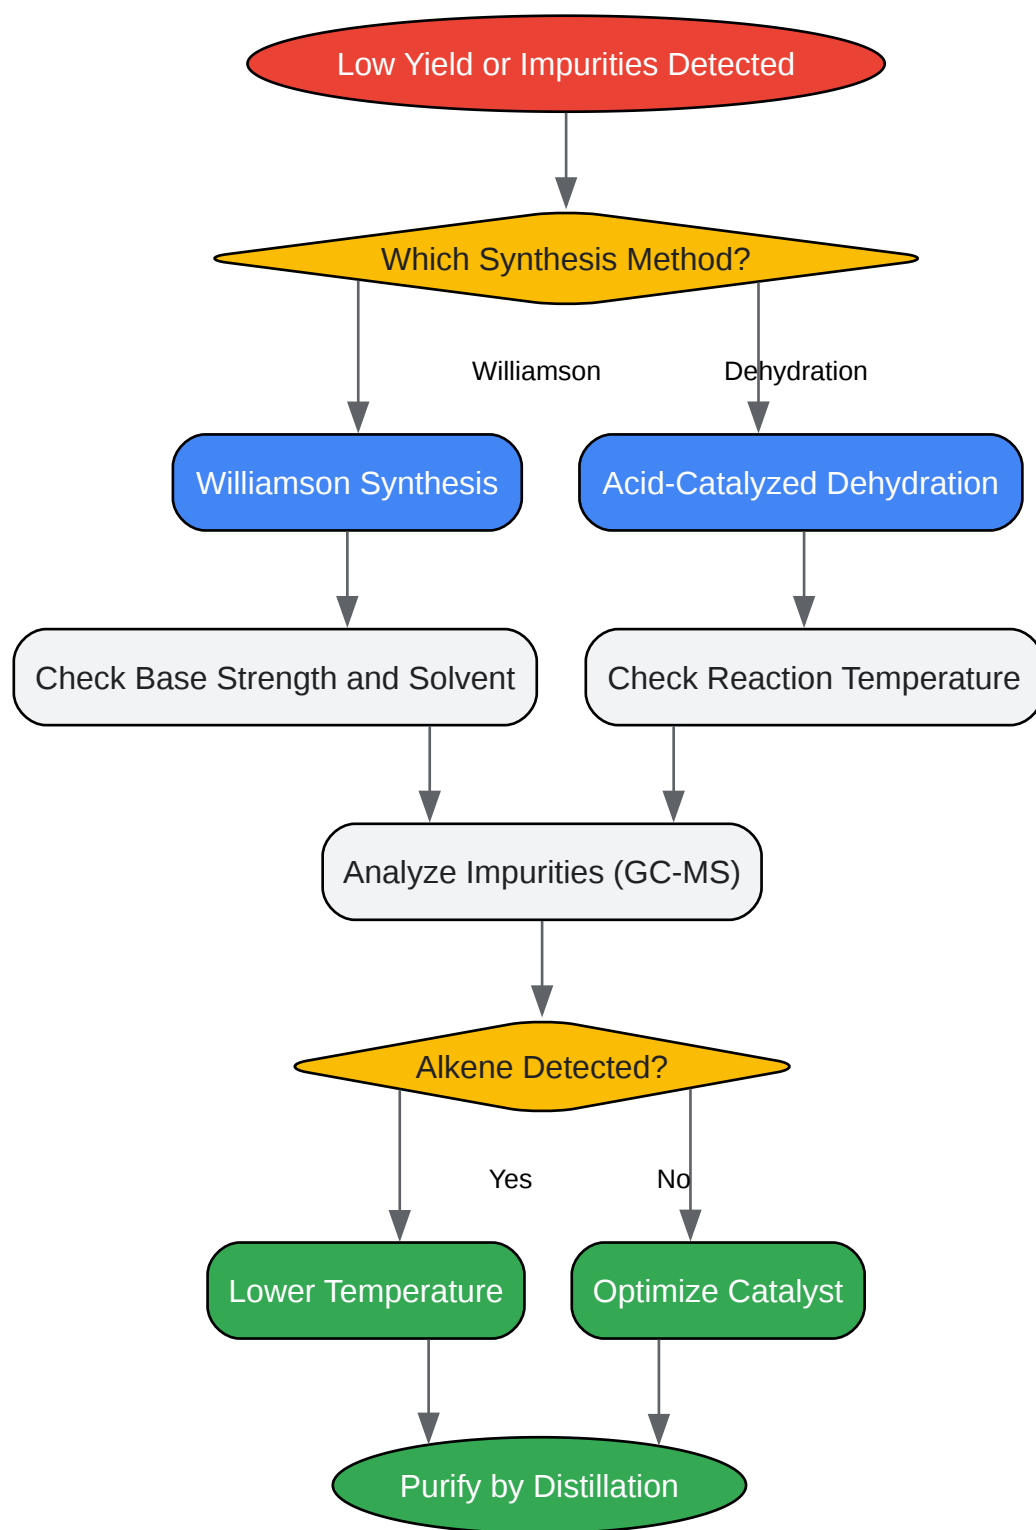 Low Yield or Impurities Detected
Which Synthesis Method?
Williamson
Dehydration
Williamson Synthesis
Acid-Catalyzed Dehydration
Check Base Strength and Solvent
Check Reaction Temperature
Analyze Impurities (GC-MS)
Alkene Detected?
Yes
No
Lower Temperature
Optimize Catalyst
Purify by Distillation